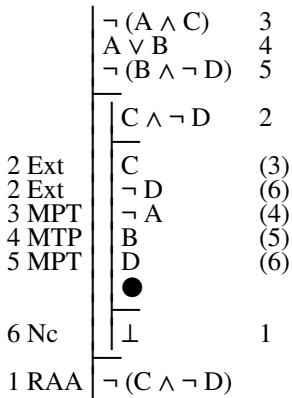 ¬ (A ∧ C) 3
A ∨ B 4
¬ (B ∧ ¬ D) 5
C ∧ ¬ D 2
2 Ext C (3)
2 Ext ¬ D (6)
3 MPT ¬ A (4)
4 MTP B (5)
5 MPT D (6)
●
6 Nc ⊥ 1
1 RAA ¬ (C ∧ ¬ D)